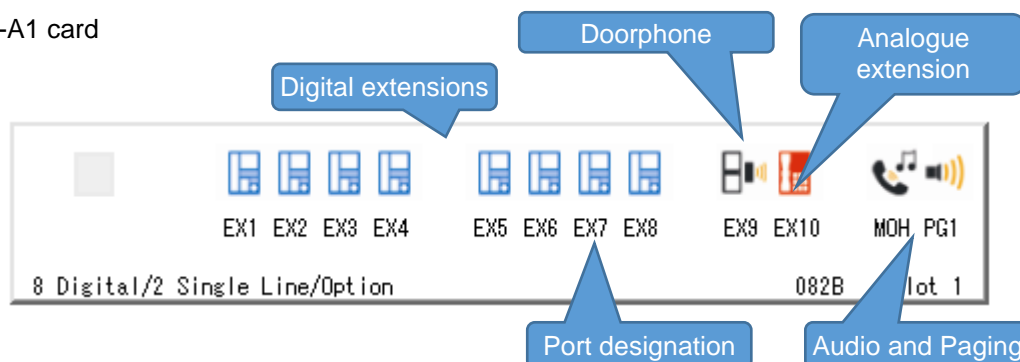 -A1 card
Doorphone
Analogue
extension
Digital extensions
EX1 EX2 EX3 EX4 EX5 EX6 EX7 EX8 EX9 EX10 MOH PG1
8 Digital/2 Single Line/Option 082B lot 1
Port designation
Audio and Paging